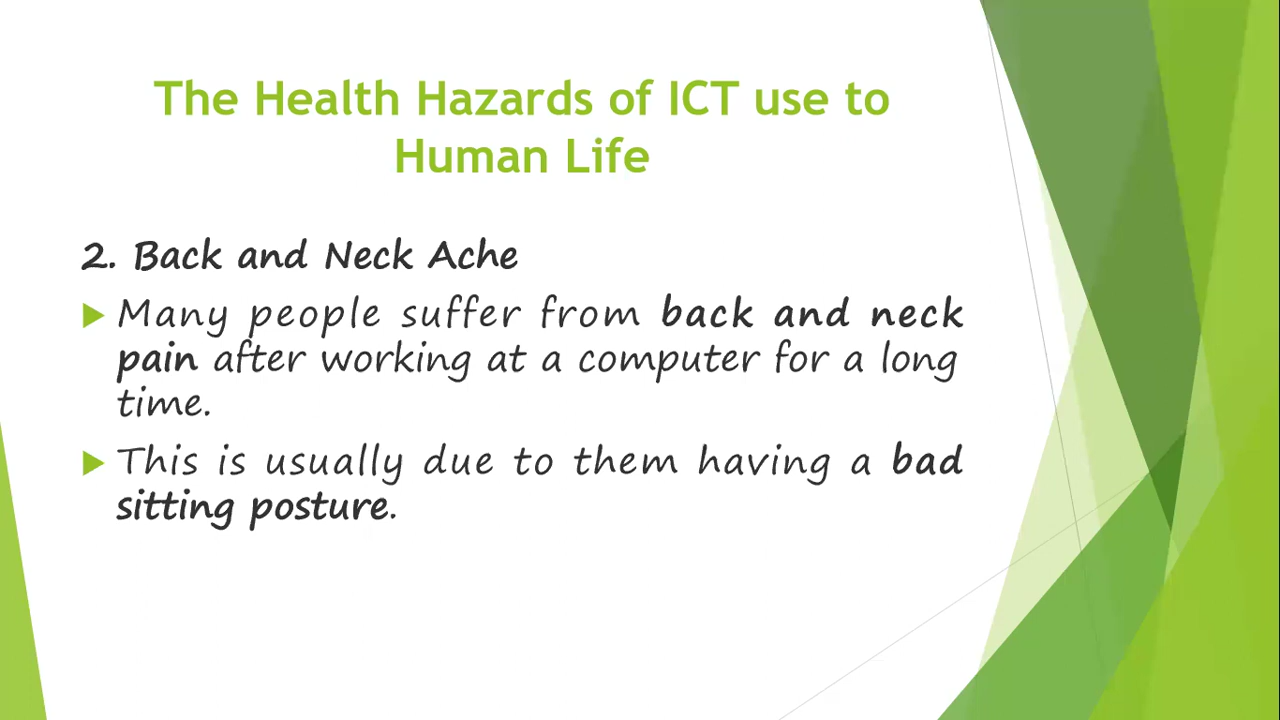 The Health Hazards of ICT use to
Human Life
2. Back and Neck Ache
Many people suffer from back and neck
pain after working at a computer for a long
time.
This is usually due to them having a bad
sitting posture.